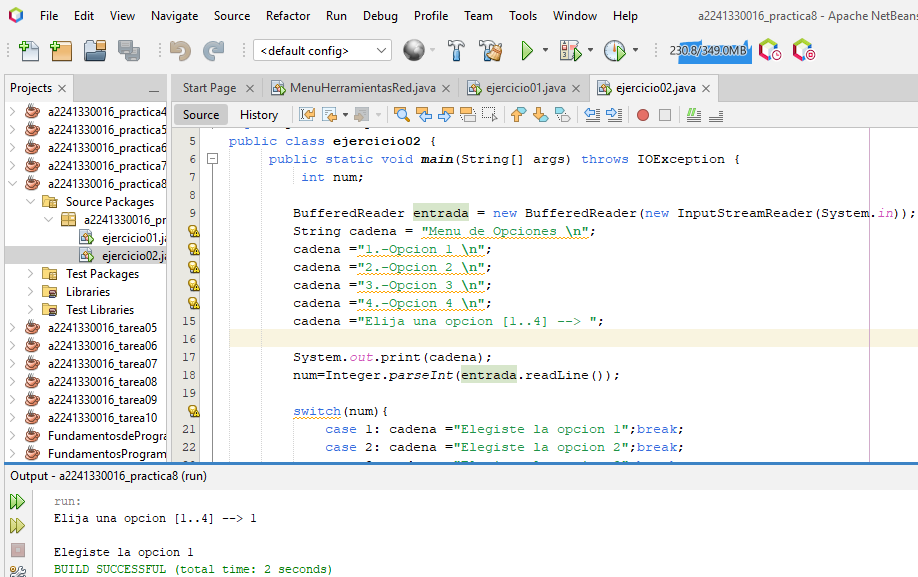 File Edit View Navigate Source Refactor Run Debug Profile Team Tools Window Help a2241330016_practica8 - Apache NetBeans
<default config> 230.8/349.0MB
Projects Start Page MenuHerramientasRed.java ejercicio01.java ejercicio02.java
Source History
a2241330016_practica4
a2241330016_practica5
a2241330016_practica6
a2241330016_practica7
a2241330016_practica8
Source Packages
a2241330016_pr
ejercicio01.ja
ejercicio02.ja
Test Packages
Libraries
Test Libraries
a2241330016_tarea05
a2241330016_tarea06
a2241330016_tarea07
a2241330016_tarea08
a2241330016_tarea09
a2241330016_tarea10
FundamentosdeProgra
FundamentosProgram
5 public class ejercicio02 {
6 public static void main(String[] args) throws IOException {
7 int num;
8
9 BufferedReader entrada = new BufferedReader(new InputStreamReader(System.in));
String cadena = "Menu de Opciones \n";
cadena ="1.-Opcion 1 \n";
cadena ="2.-Opcion 2 \n";
cadena ="3.-Opcion 3 \n";
cadena ="4.-Opcion 4 \n";
15 cadena ="Elija una opcion [1..4] --> ";
16
17 System.out.print(cadena);
18 num=Integer.parseInt(entrada.readLine());
19
switch(num){
21 case 1: cadena ="Elegiste la opcion 1";break;
22 case 2: cadena ="Elegiste la opcion 2";break;
Output - a2241330016_practica8 (run)
run:
Elija una opcion [1..4] --> 1
Elegiste la opcion 1
BUILD SUCCESSFUL (total time: 2 seconds)